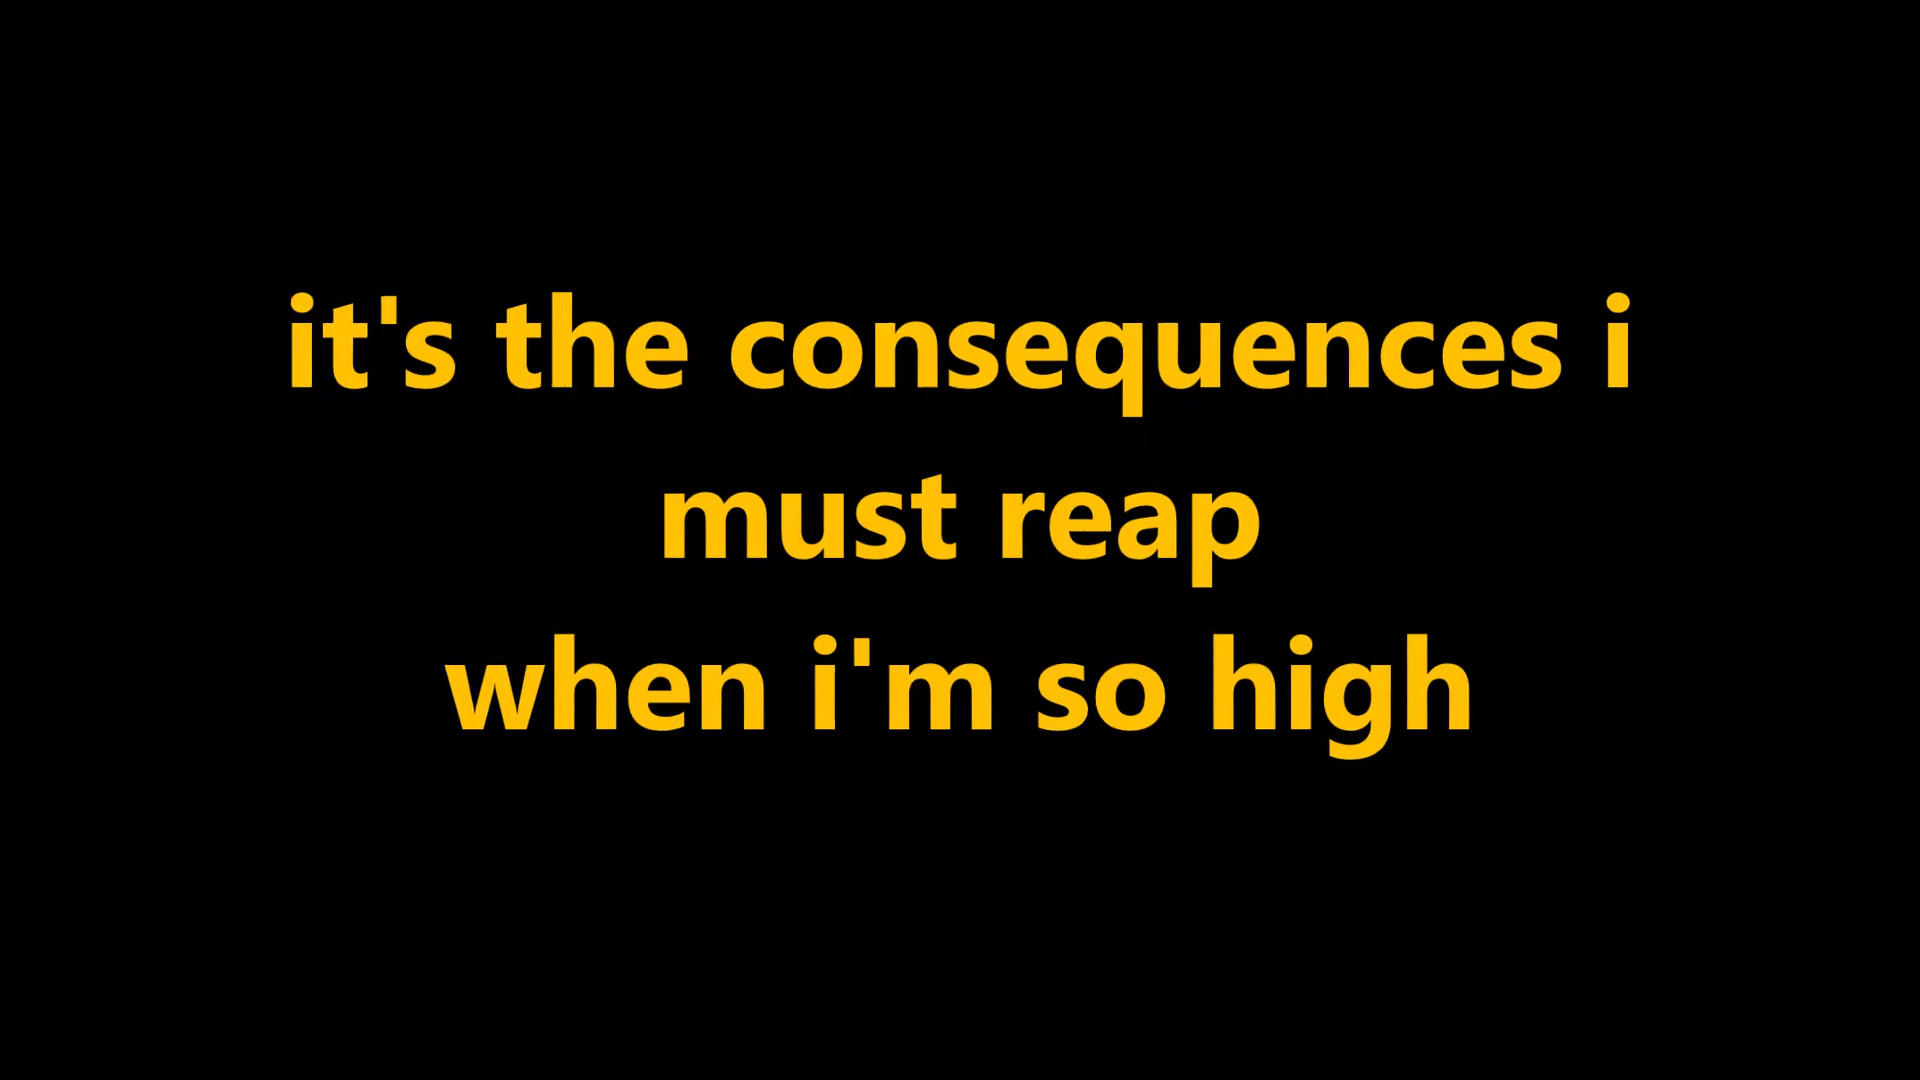 it's the consequences i
must reap
when i'm so high